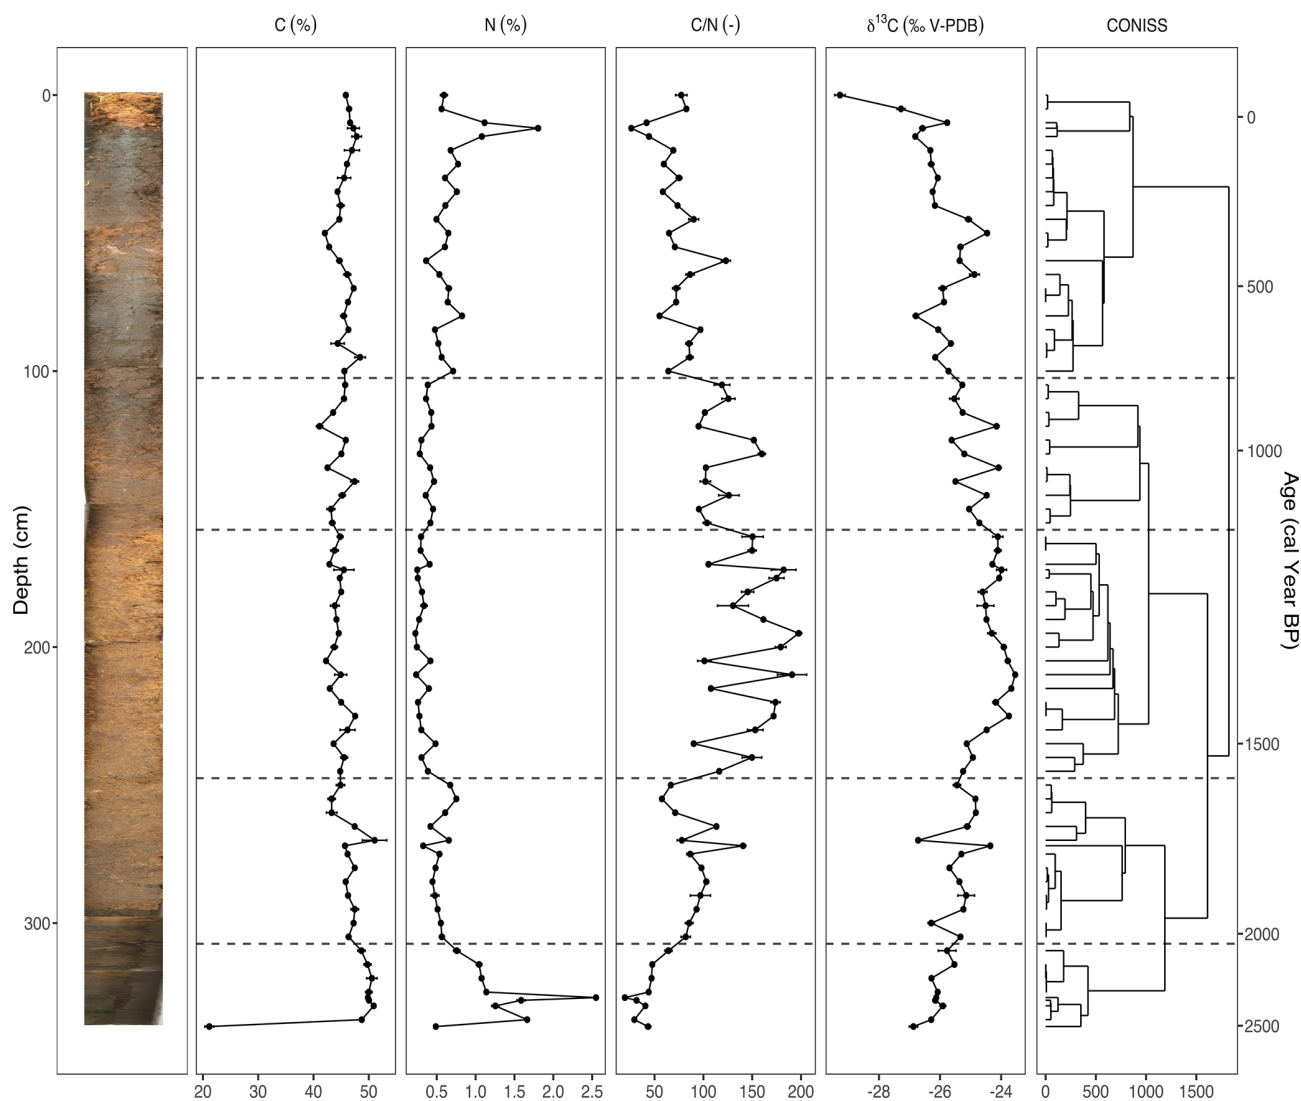 C (%) N (%) C/N (-) δ¹³C (‰ V-PDB) CONISS
Depth (cm)
0
100
200
300
0
500
1000
1500
2000
2500
Age (cal Year BP)
20 30 40 50 0.5 1.0 1.5 2.0 2.5 50 100 150 200 -28 -26 -24 0 500 1000 1500